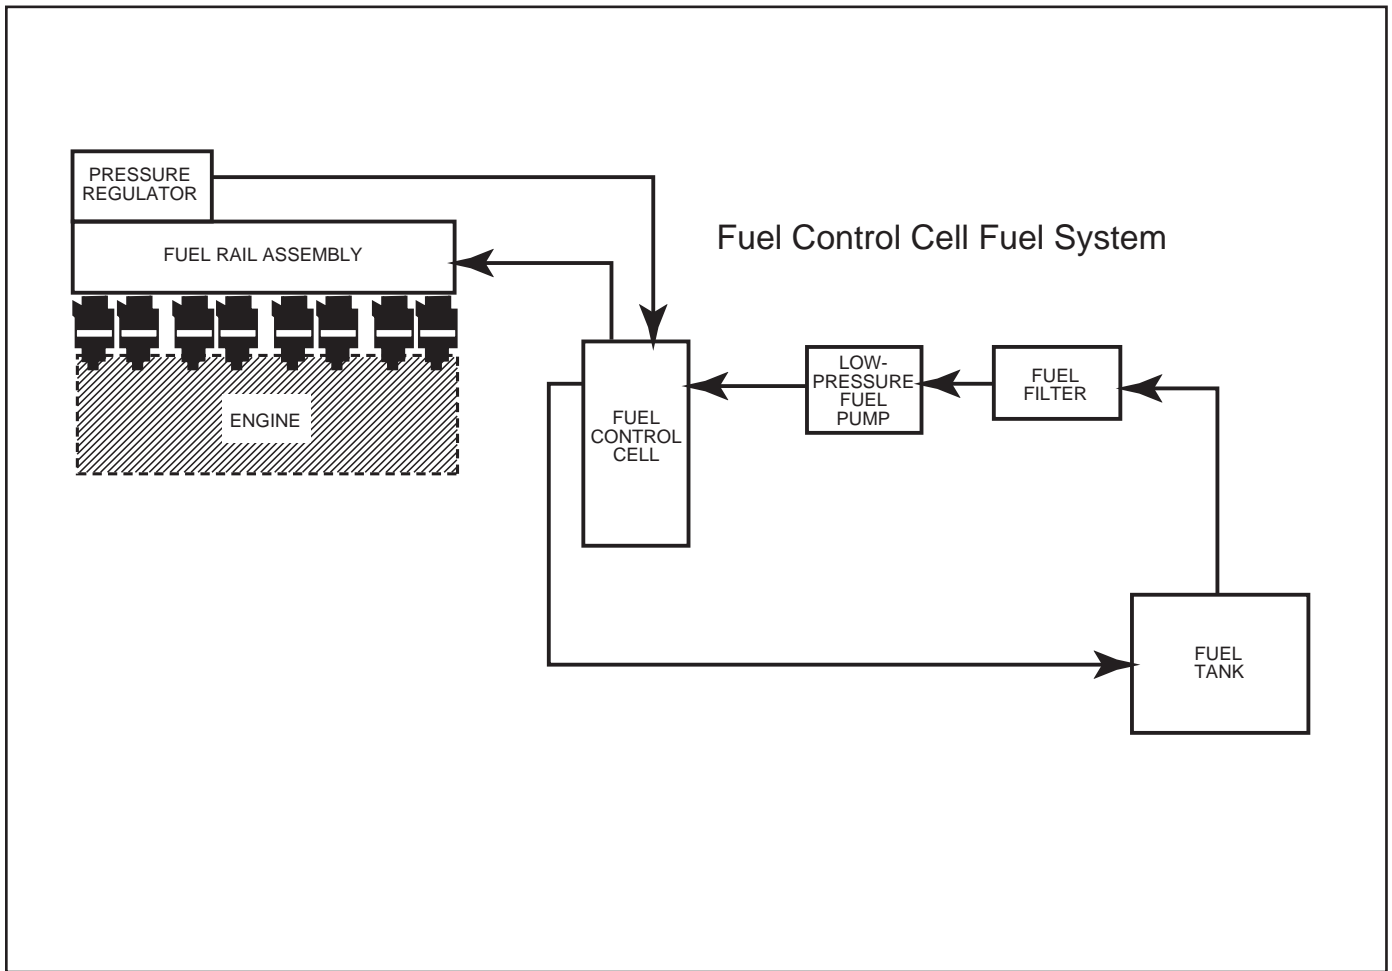 PRESSURE
REGULATOR
FUEL RAIL ASSEMBLY
ENGINE
Fuel Control Cell Fuel System
FUEL
CONTROL
CELL
LOW-
PRESSURE
FUEL
PUMP
FUEL
FILTER
FUEL
TANK